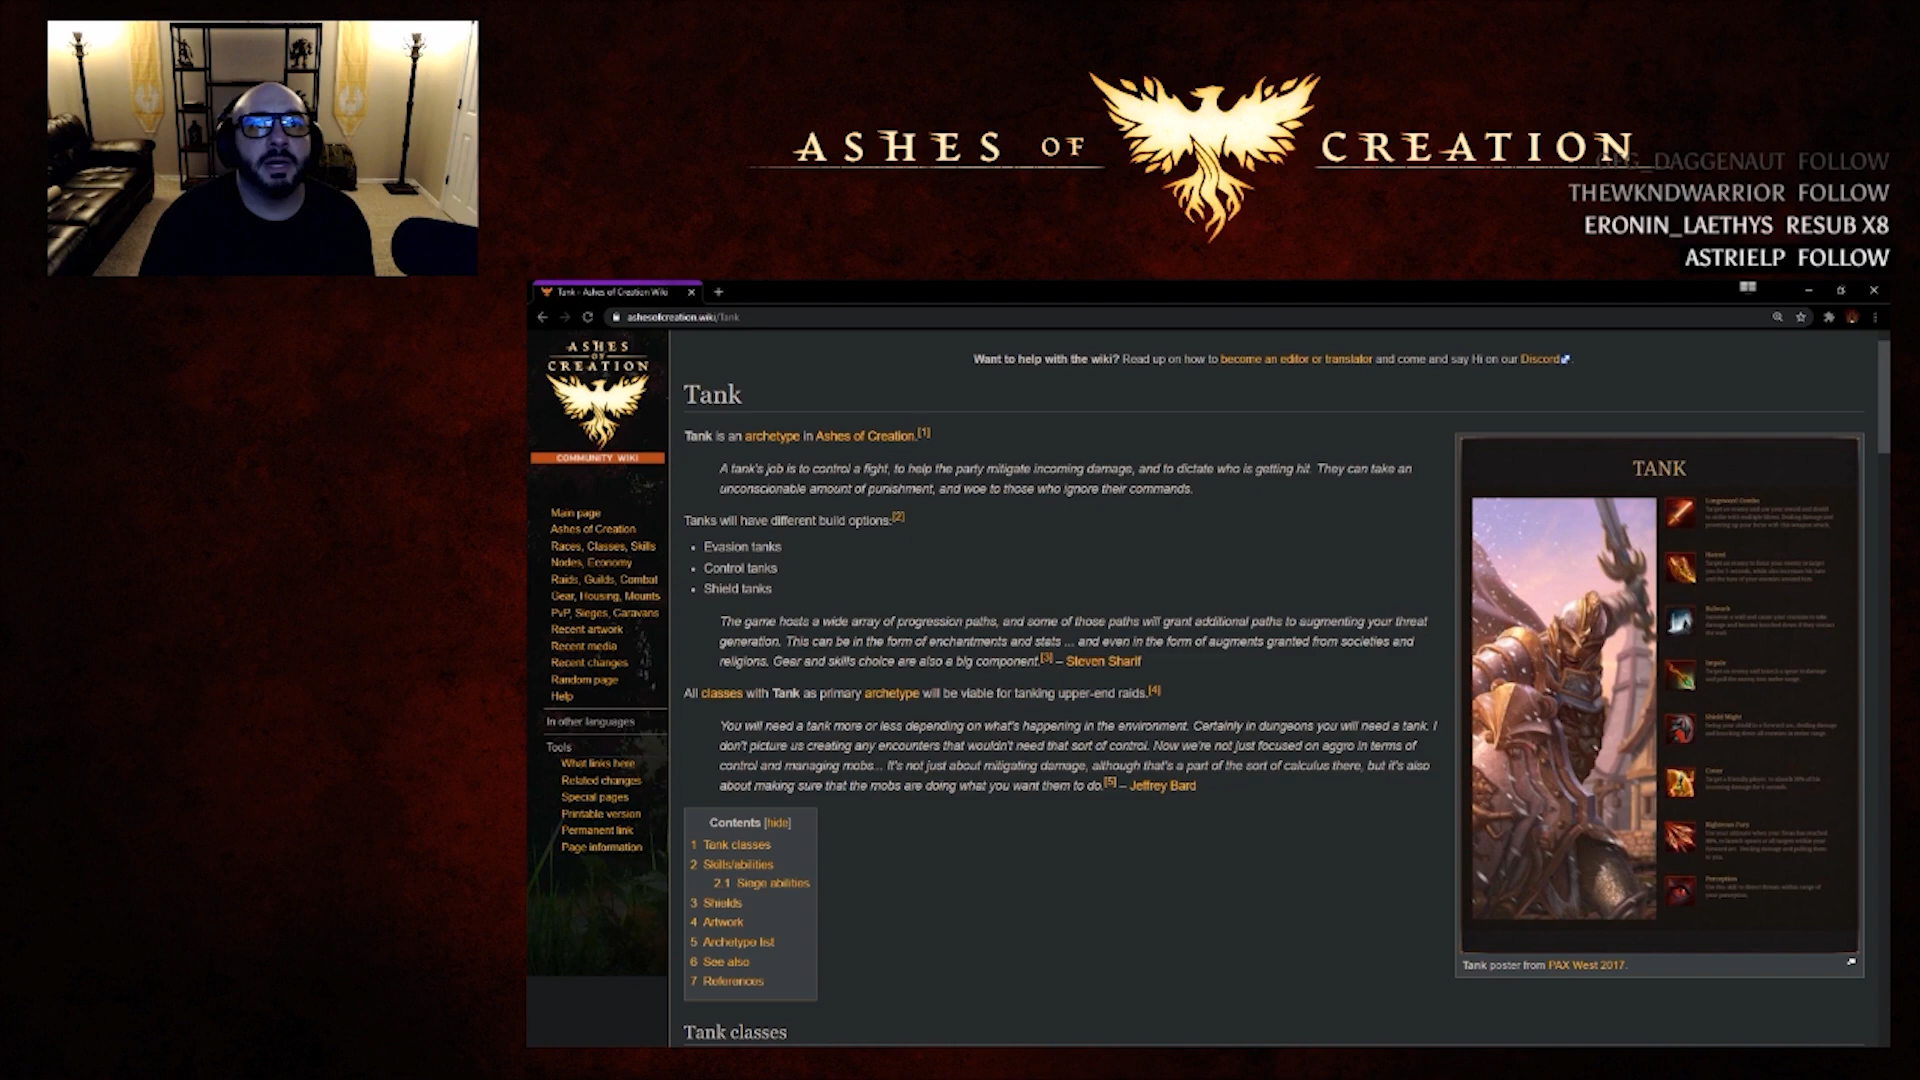 ASHES OF CREATION
_DAGGENAUT FOLLOW
THEWKNDWARRIOR FOLLOW
ERONIN_LAETHYS RESUB X8
ASTRIELP FOLLOW
Tank - Ashes of Creation Wiki
ashesofcreation.wiki/Tank
ASHES
OF
CREATION
COMMUNITY WIKI
Main page
Ashes of Creation
Races, Classes, Skills
Nodes, Economy
Raids, Guilds, Combat
Gear, Housing, Mounts
PvP, Sieges, Caravans
Recent artwork
Recent media
Recent changes
Random page
Help
In other languages
Tools
What links here
Related changes
Special pages
Printable version
Permanent link
Page information
Want to help with the wiki? Read up on how to become an editor or translator and come and say Hi on our Discord.
Tank
Tank is an archetype in Ashes of Creation.[1]
A tank's job is to control a fight, to help the party mitigate incoming damage, and to dictate who is getting hit. They can take an
unconscionable amount of punishment, and woe to those who ignore their commands.
Tanks will have different build options:[2]
• Evasion tanks
• Control tanks
• Shield tanks
The game hosts a wide array of progression paths, and some of those paths will grant additional paths to augmenting your threat
generation. This can be in the form of enchantments and stats ... and even in the form of augments granted from societies and
religions. Gear and skills choice are also a big component.[3] – Steven Sharif
All classes with Tank as primary archetype will be viable for tanking upper-end raids.[4]
You will need a tank more or less depending on what's happening in the environment. Certainly in dungeons you will need a tank. I
don't picture us creating any encounters that wouldn't need that sort of control. Now we're not just focused on aggro in terms of
control and managing mobs... It's not just about mitigating damage, although that's a part of the sort of calculus there, but it's also
about making sure that the mobs are doing what you want them to do.[5] – Jeffrey Bard
Contents [hide]
1 Tank classes
2 Skills/abilities
2.1 Siege abilities
3 Shields
4 Artwork
5 Archetype list
6 See also
7 References
Tank classes
TANK
Impale
Shield Might
Cover
Righteous Fury
Perception
Tank poster from PAX West 2017.